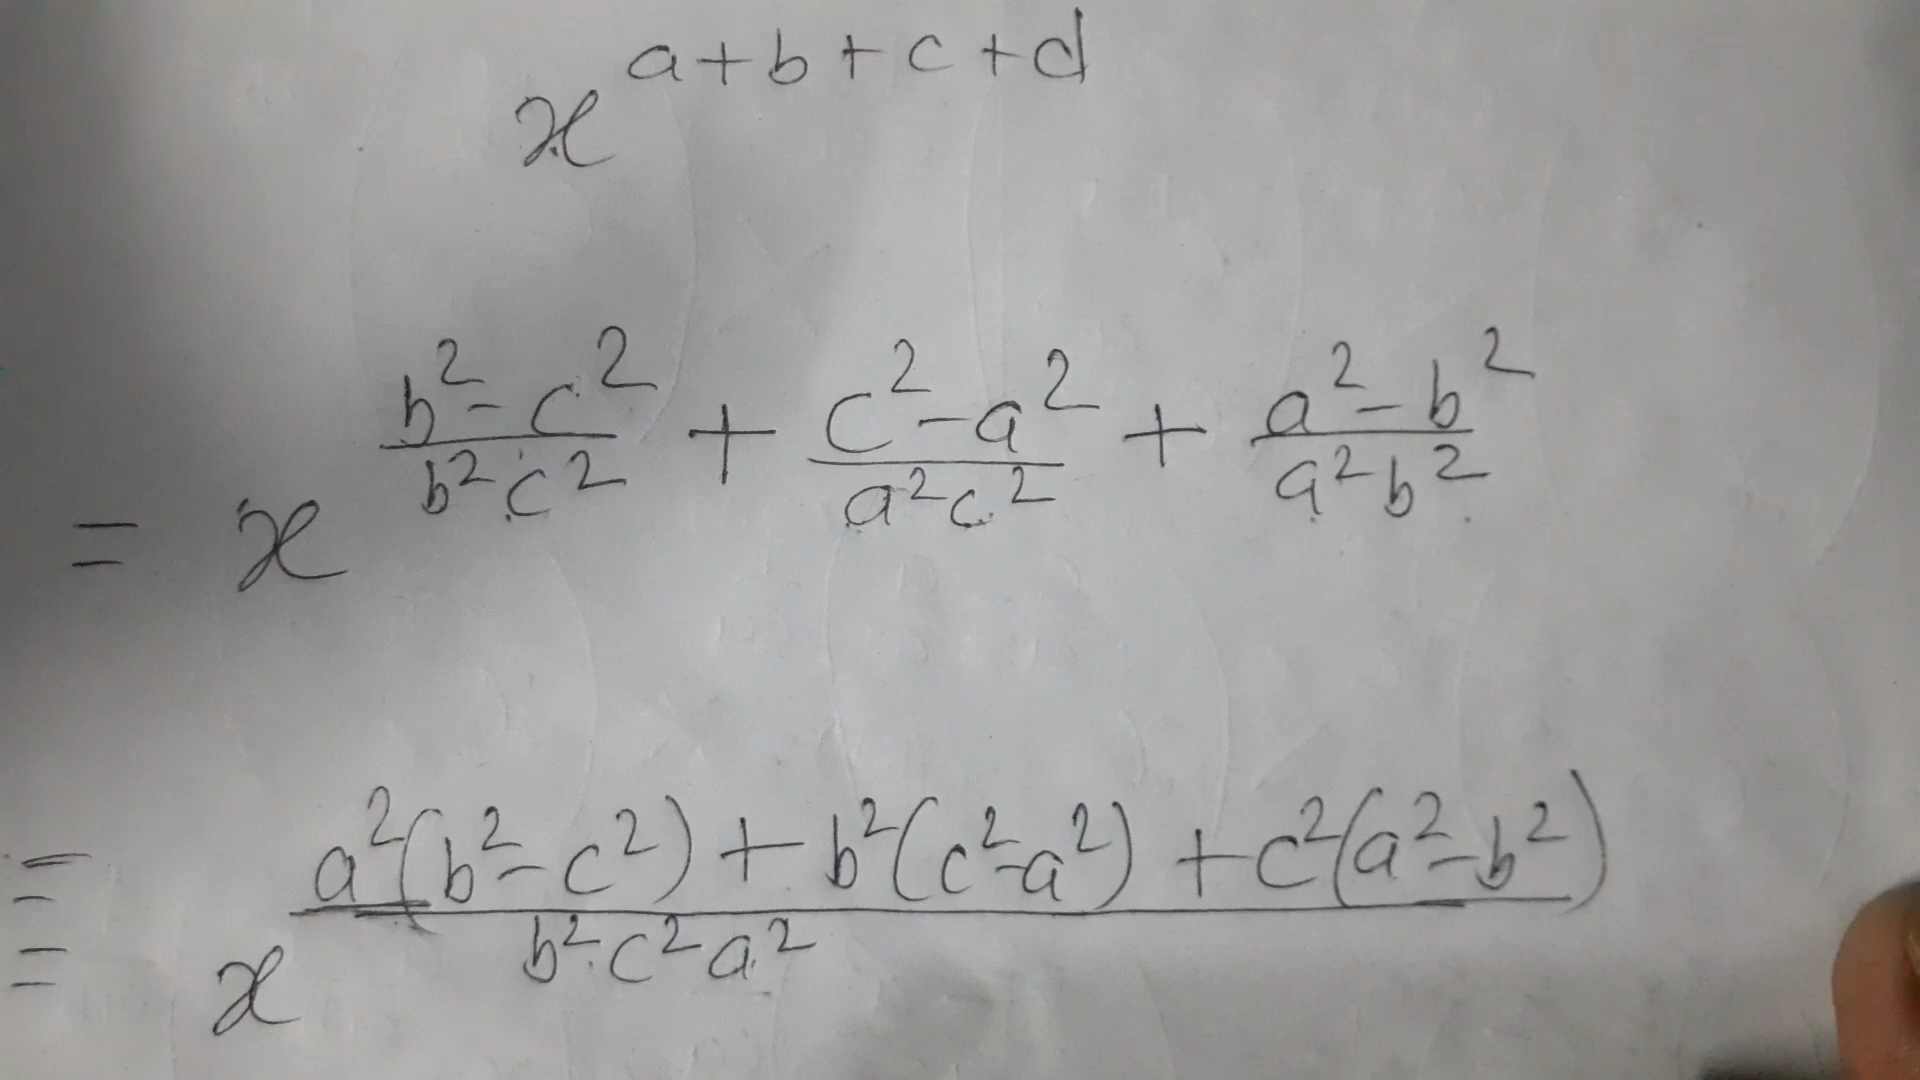 x^{a+b+c+d}
= x^{\frac{b^2-c^2}{b^2c^2} + \frac{c^2-a^2}{a^2c^2} + \frac{a^2-b^2}{a^2b^2}}
= x^{\frac{a^2(b^2-c^2)+b^2(c^2-a^2)+c^2(a^2-b^2)}{b^2c^2a^2}}